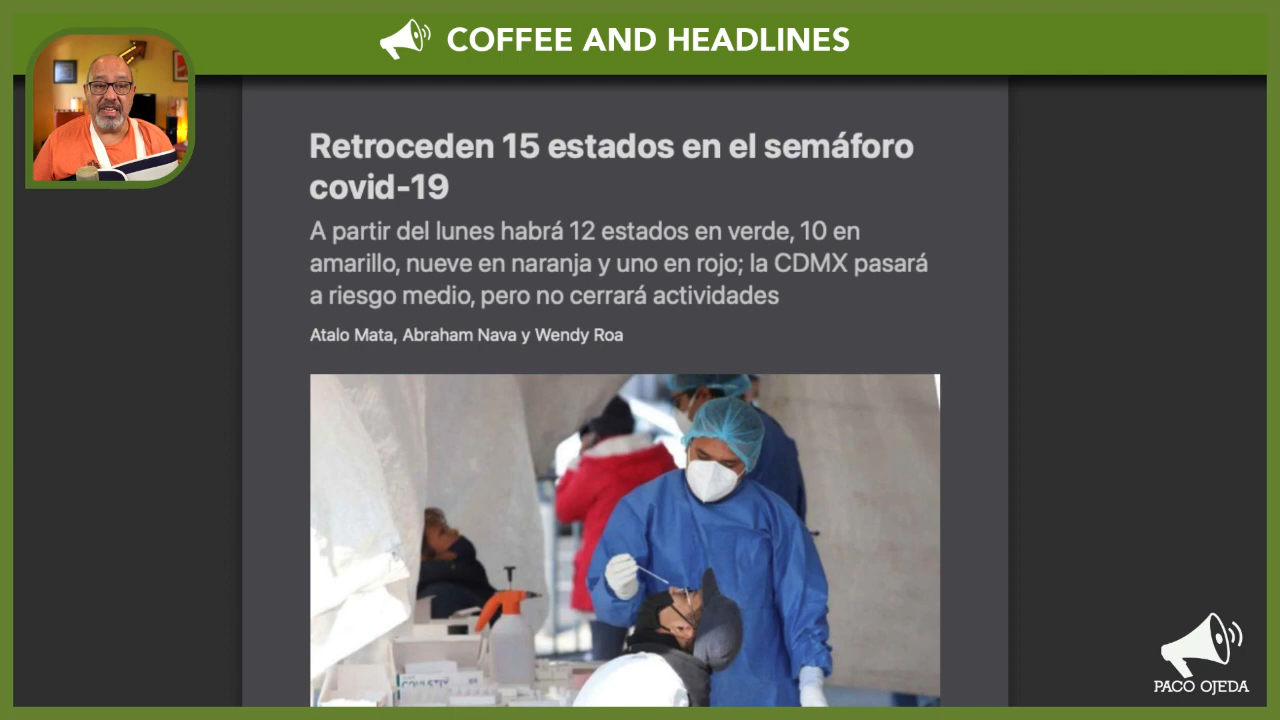 COFFEE AND HEADLINES
Retroceden 15 estados en el semáforo
covid-19
A partir del lunes habrá 12 estados en verde, 10 en
amarillo, nueve en naranja y uno en rojo; la CDMX pasará
a riesgo medio, pero no cerrará actividades
Atalo Mata, Abraham Nava y Wendy Roa
PACO OJEDA